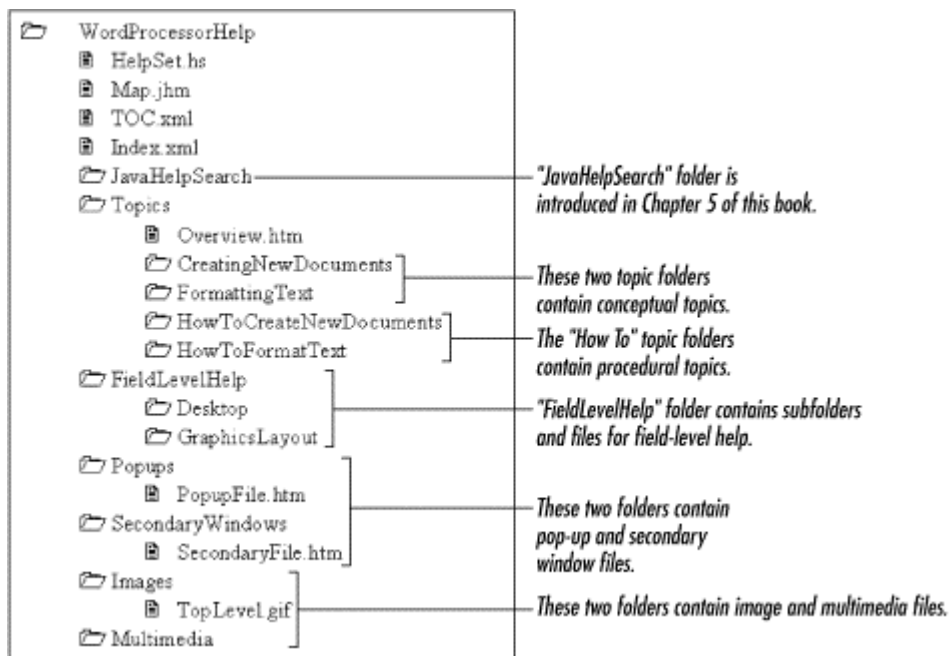 WordProcessorHelp
HelpSet.hs
Map.jhm
TOC.xml
Index.xml
JavaHelpSearch
"JavaHelpSearch" folder is
introduced in Chapter 5 of this book.
Topics
Overview.htm
CreatingNewDocuments
FormattingText
These two topic folders
contain conceptual topics.
HowToCreateNewDocuments
HowToFormatText
The "How To" topic folders
contain procedural topics.
FieldLevelHelp
Desktop
GraphicsLayout
"FieldLevelHelp" folder contains subfolders
and files for field-level help.
Popups
PopupFile.htm
SecondaryWindows
SecondaryFile.htm
These two folders contain
pop-up and secondary
window files.
Images
TopLevel.gif
Multimedia
These two folders contain image and multimedia files.